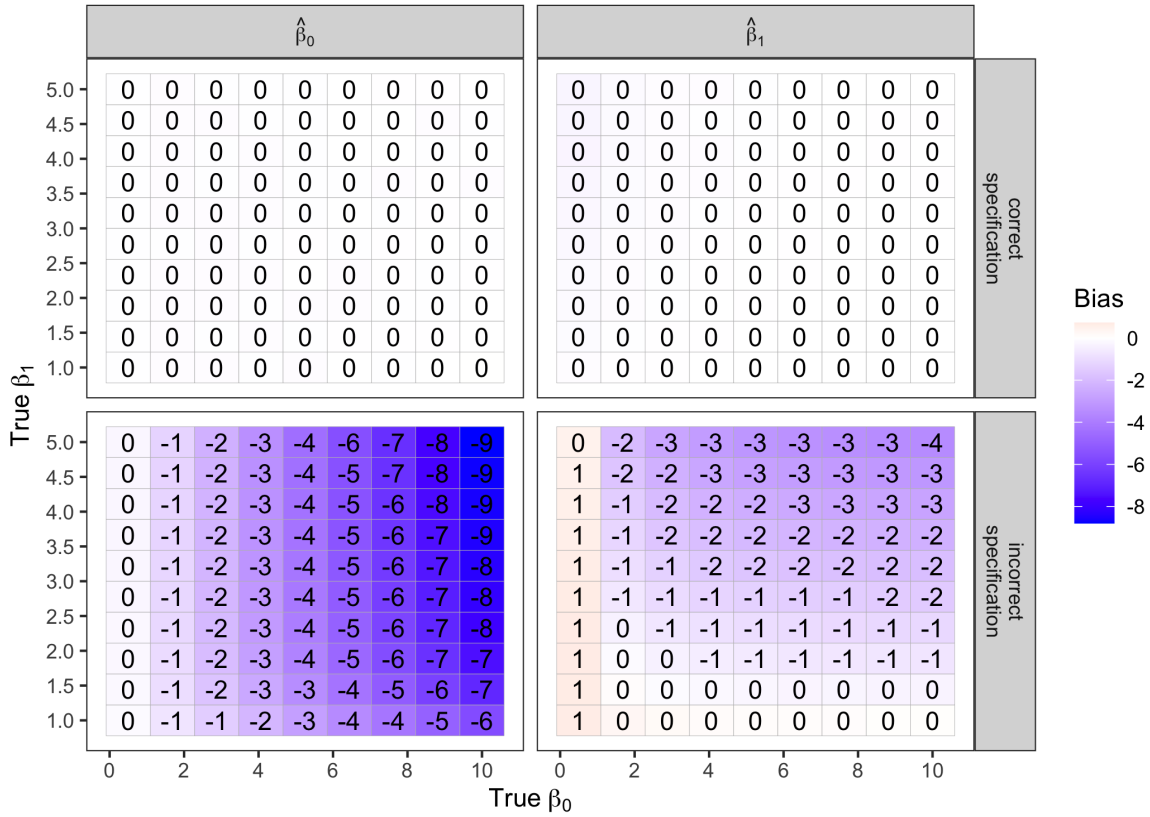 β̂₀ β̂₁
5.0 0 0 0 0 0 0 0 0 0 0 0 0 0 0 0 0 0 0
4.5 0 0 0 0 0 0 0 0 0 0 0 0 0 0 0 0 0 0
4.0 0 0 0 0 0 0 0 0 0 0 0 0 0 0 0 0 0 0
3.5 0 0 0 0 0 0 0 0 0 0 0 0 0 0 0 0 0 0
3.0 0 0 0 0 0 0 0 0 0 0 0 0 0 0 0 0 0 0
2.5 0 0 0 0 0 0 0 0 0 0 0 0 0 0 0 0 0 0
2.0 0 0 0 0 0 0 0 0 0 0 0 0 0 0 0 0 0 0
1.5 0 0 0 0 0 0 0 0 0 0 0 0 0 0 0 0 0 0
1.0 0 0 0 0 0 0 0 0 0 0 0 0 0 0 0 0 0 0
0 0 0 0 0 0 0 0 0 0 0 0 0 0 0 0 0 0
correct
specification
True β₁
5.0 0 -1 -2 -3 -4 -6 -7 -8 -9 0 -2 -3 -3 -3 -3 -3 -3 -4
4.5 0 -1 -2 -3 -4 -5 -7 -8 -9 1 -2 -2 -3 -3 -3 -3 -3 -3
4.0 0 -1 -2 -3 -4 -5 -6 -8 -9 1 -1 -2 -2 -2 -3 -3 -3 -3
3.5 0 -1 -2 -3 -4 -5 -6 -7 -9 1 -1 -2 -2 -2 -2 -2 -2 -2
3.0 0 -1 -2 -3 -4 -5 -6 -7 -8 1 -1 -1 -2 -2 -2 -2 -2 -2
2.5 0 -1 -2 -3 -4 -5 -6 -7 -8 1 -1 -1 -1 -1 -1 -1 -2 -2
2.0 0 -1 -2 -3 -4 -5 -6 -7 -8 1 0 -1 -1 -1 -1 -1 -1 -1
1.5 0 -1 -2 -3 -4 -5 -6 -7 -7 1 0 0 -1 -1 -1 -1 -1 -1
1.0 0 -1 -2 -3 -3 -4 -5 -6 -7 1 0 0 0 0 0 0 0 0
0 -1 -1 -2 -3 -4 -4 -5 -6 1 0 0 0 0 0 0 0 0
incorrect
specification
0 2 4 6 8 10 0 2 4 6 8 10
True β₀
Bias
0
-2
-4
-6
-8